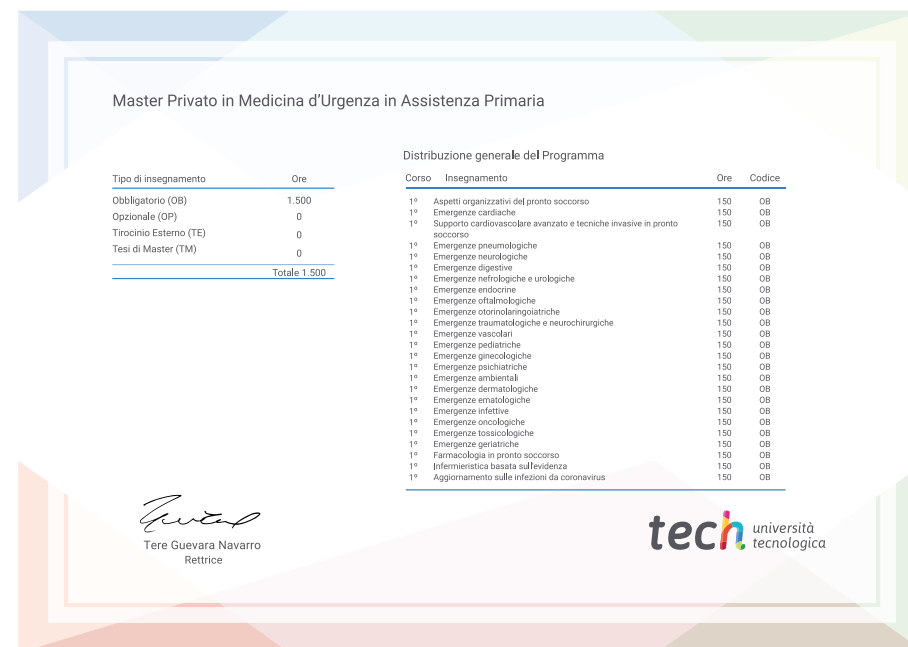 Master Privato in Medicina d'Urgenza in Assistenza Primaria
Tipo di insegnamento Ore
Obbligatorio (OB) 1.500
Opzionale (OP) 0
Tirocinio Esterno (TE) 0
Tesi di Master (TM) 0
Totale 1.500
Distribuzione generale del Programma
Corso Insegnamento Ore Codice
1º Aspetti organizzativi del pronto soccorso 150 OB
1º Emergenze cardiache 150 OB
1º Supporto cardiovascolare avanzato e tecniche invasive in pronto 150 OB
soccorso
1º Emergenze pneumologiche 150 OB
1º Emergenze neurologiche 150 OB
1º Emergenze digestive 150 OB
1º Emergenze nefrologiche e urologiche 150 OB
1º Emergenze endocrine 150 OB
1º Emergenze oftalmologiche 150 OB
1º Emergenze otorinolaringoiatriche 150 OB
1º Emergenze traumatologiche e neurochirurgiche 150 OB
1º Emergenze vascolari 150 OB
1º Emergenze pediatriche 150 OB
1º Emergenze ginecologiche 150 OB
1º Emergenze psichiatriche 150 OB
1º Emergenze ambientali 150 OB
1º Emergenze dermatologiche 150 OB
1º Emergenze ematologiche 150 OB
1º Emergenze infettive 150 OB
1º Emergenze oncologiche 150 OB
1º Emergenze tossicologiche 150 OB
1º Emergenze geriatriche 150 OB
1º Farmacologia in pronto soccorso 150 OB
1º Infermieristica basata sull'evidenza 150 OB
1º Aggiornamento sulle infezioni da coronavirus 150 OB
Tere Guevara Navarro
Rettrice
tech università
tecnologica